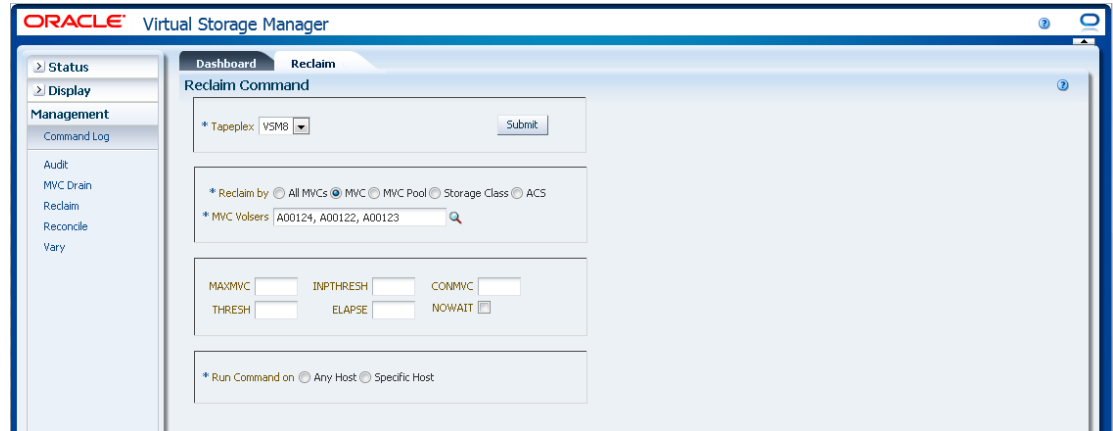 ORACLE® Virtual Storage Manager
Status
Display
Management
Command Log
Audit
MVC Drain
Reclaim
Reconcile
Vary
Dashboard Reclaim
Reclaim Command
* Tapeplex VSM8 Submit
* Reclaim by All MVCs MVC MVC Pool Storage Class ACS
* MVC Volsers A00124, A00122, A00123
MAXMVC INPTHRESH CONMVC
THRESH ELAPSE NOWAIT
* Run Command on Any Host Specific Host